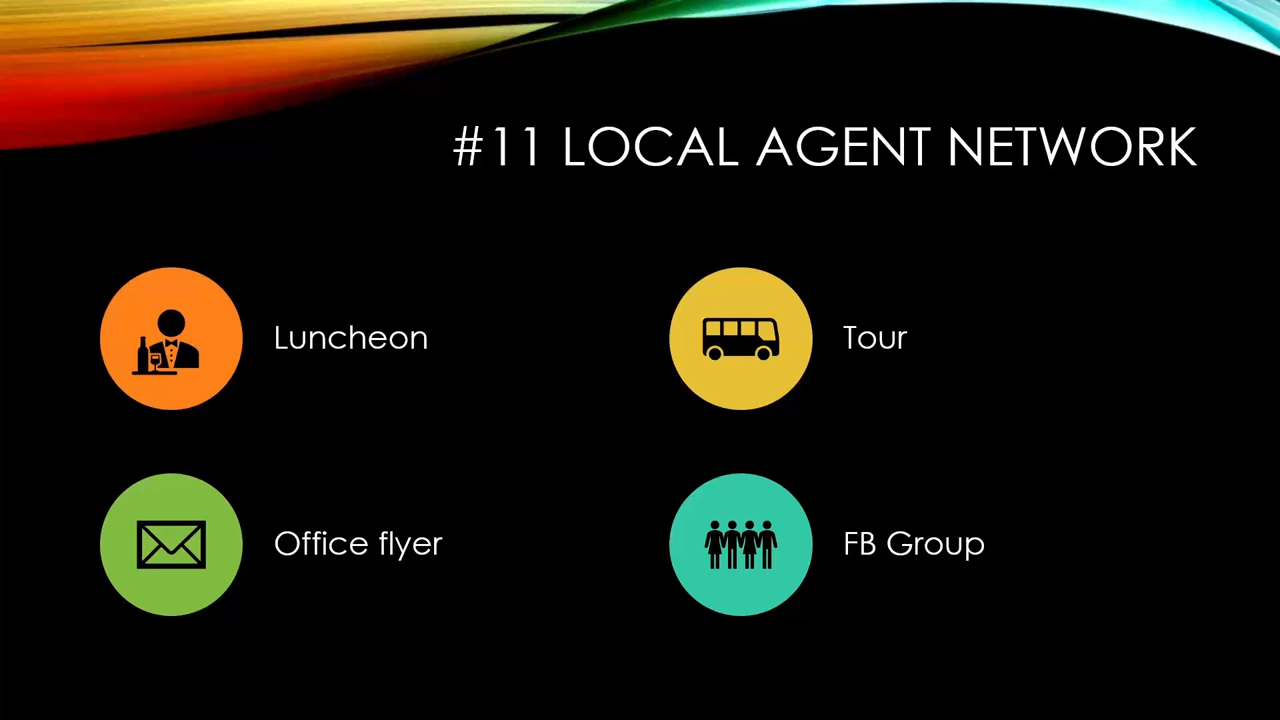 #11 LOCAL AGENT NETWORK
Luncheon
Tour
Office flyer
FB Group